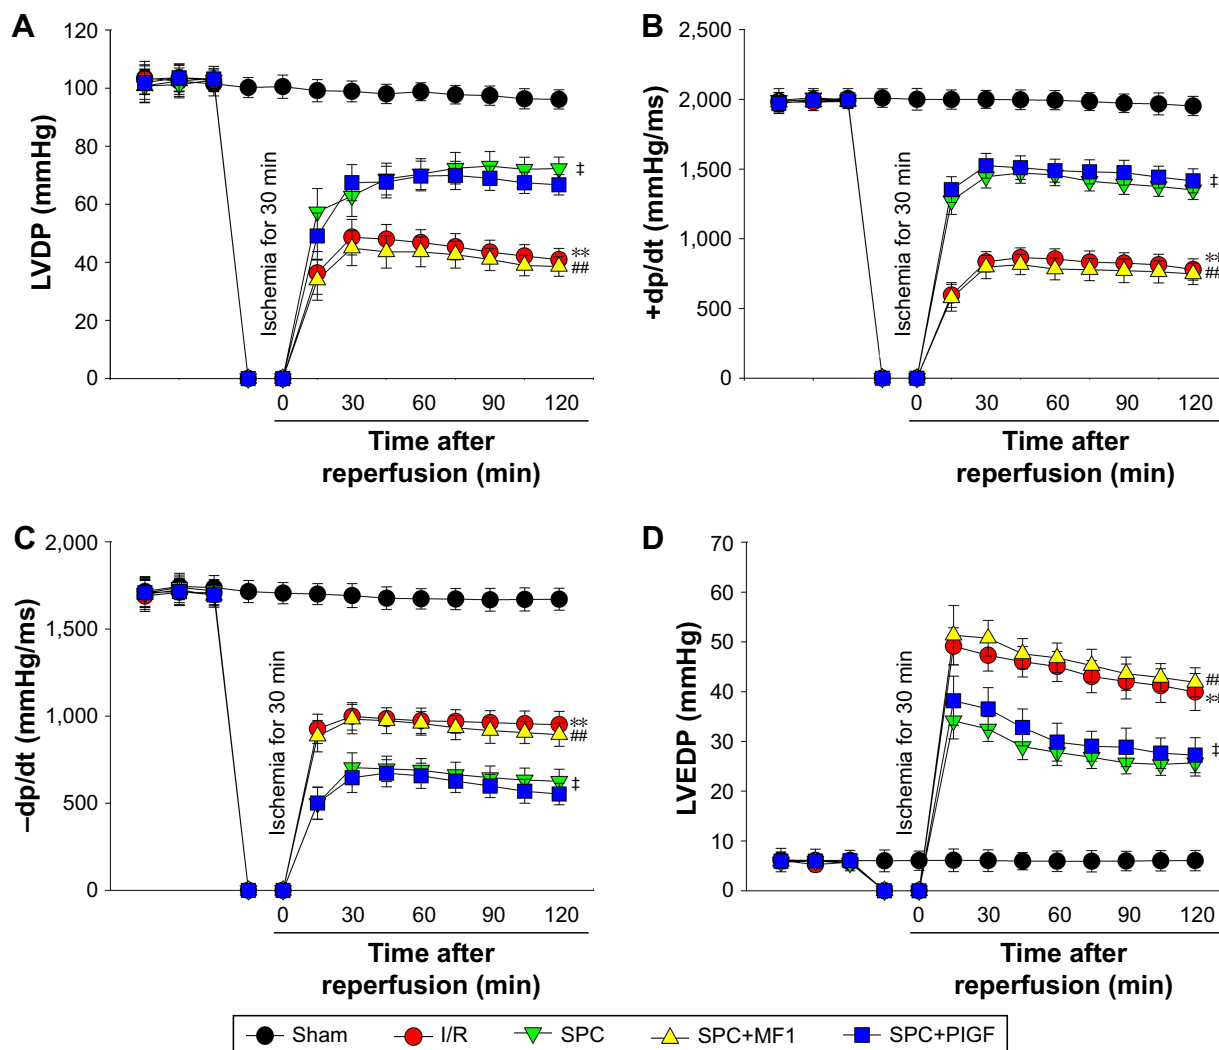 A
B
120
100
80
60
40
20
0
LVDP (mmHg)
Ischemia for 30 min
‡
**
##
0 30 60 90 120
Time after
reperfusion (min)
2,500
2,000
1,500
1,000
500
0
+dp/dt (mmHg/ms)
Ischemia for 30 min
‡
**
##
0 30 60 90 120
Time after
reperfusion (min)
C
D
2,000
1,500
1,000
500
0
–dp/dt (mmHg/ms)
Ischemia for 30 min
**
##
‡
0 30 60 90 120
Time after
reperfusion (min)
70
60
50
40
30
20
10
0
LVEDP (mmHg)
Ischemia for 30 min
##
**
‡
0 30 60 90 120
Time after
reperfusion (min)
Sham I/R SPC SPC+MF1 SPC+PIGF